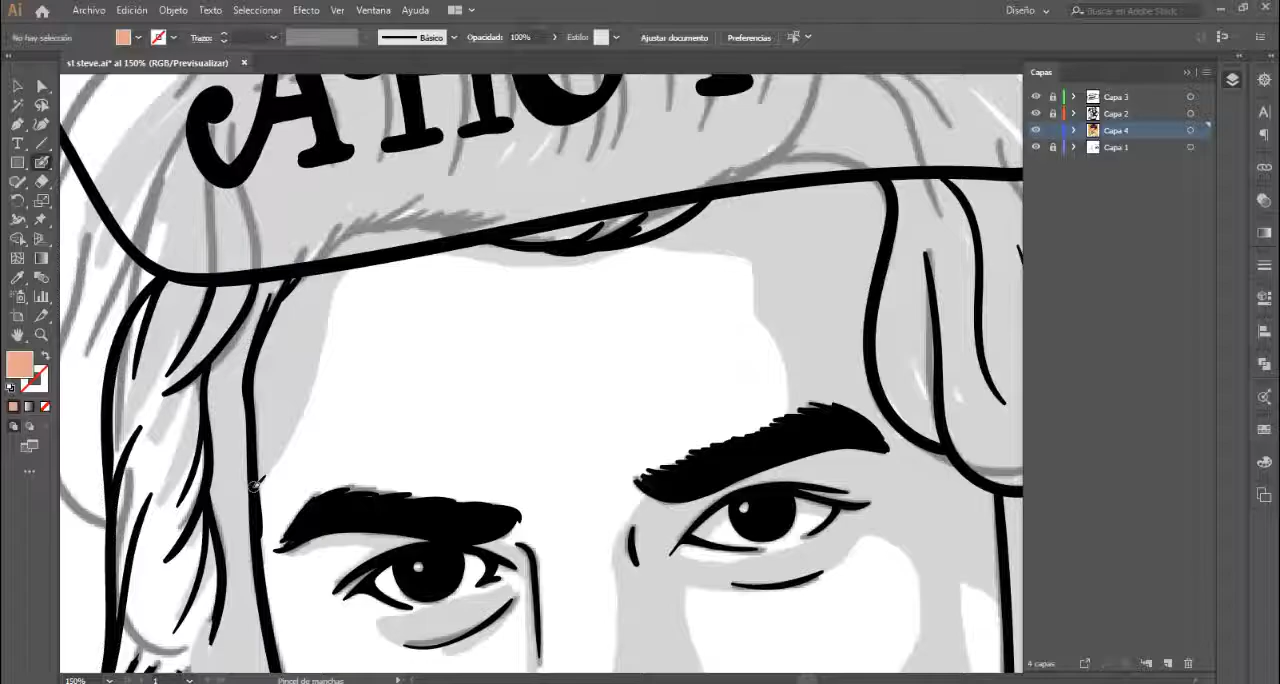 Ai Archivo Edición Objeto Texto Seleccionar Efecto Ver Ventana Ayuda Diseño Buscar en Adobe Stock
No hay selección Trazo: Básico Opacidad: 100% Estilo: Ajustar documento Preferencias
st steve.ai* al 150% (RGB/Previsualizar) ×
Capas
Capa 3
Capa 2
Capa 4
Capa 1
4 capas
150% 1 Pincel de manchas